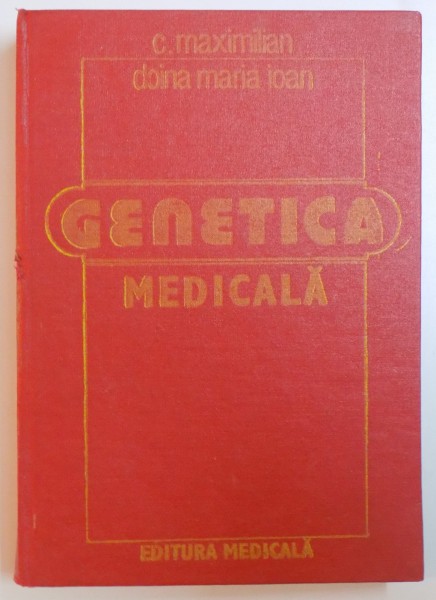 c. maximilian
doina maria ioan
GENETICA
MEDICALĂ
EDITURA MEDICALĂ